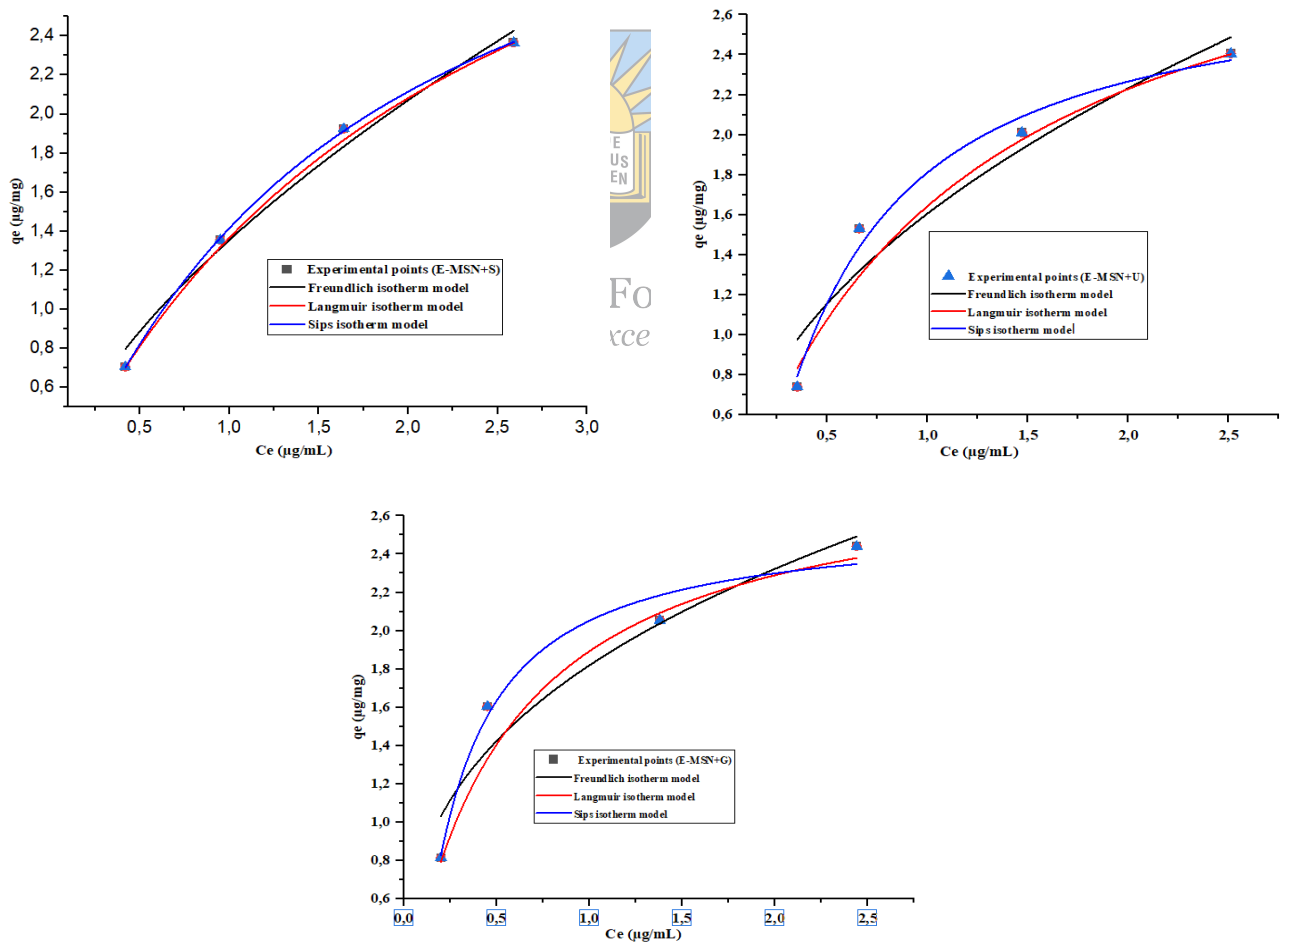 2,4
2,2
2,0
1,8
1,6
1,4
1,2
1,0
0,8
0,6
qe (µg/mg)
Experimental points (E-MSN+S)
Freundlich isotherm model
Langmuir isotherm model
Sips isotherm model
0,5 1,0 1,5 2,0 2,5 3,0
Ce (µg/mL)
E
US
EN
Fo
xce
2,6
2,4
2,2
2,0
1,8
1,6
1,4
1,2
1,0
0,8
0,6
qe (µg/mg)
Experimental points (E-MSN+U)
Freundlich isotherm model
Langmuir isotherm model
Sips isotherm model
0,5 1,0 1,5 2,0 2,5
Ce (µg/mL)
2,6
2,4
2,2
2,0
1,8
1,6
1,4
1,2
1,0
0,8
0,6
qe (µg/mg)
Experimental points (E-MSN+G)
Freundlich isotherm model
Langmuir isotherm model
Sips isotherm model
0,0 0,5 1,0 1,5 2,0 2,5
Ce (µg/mL)